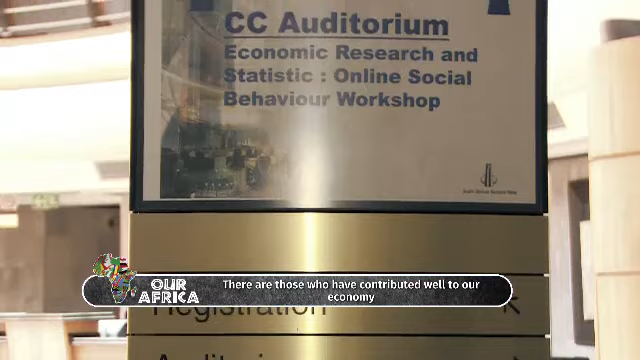 CC Auditorium
Economic Research and
Statistic : Online Social
Behaviour Workshop
OUR
AFRICA
There are those who have contributed well to our
economy
Registration